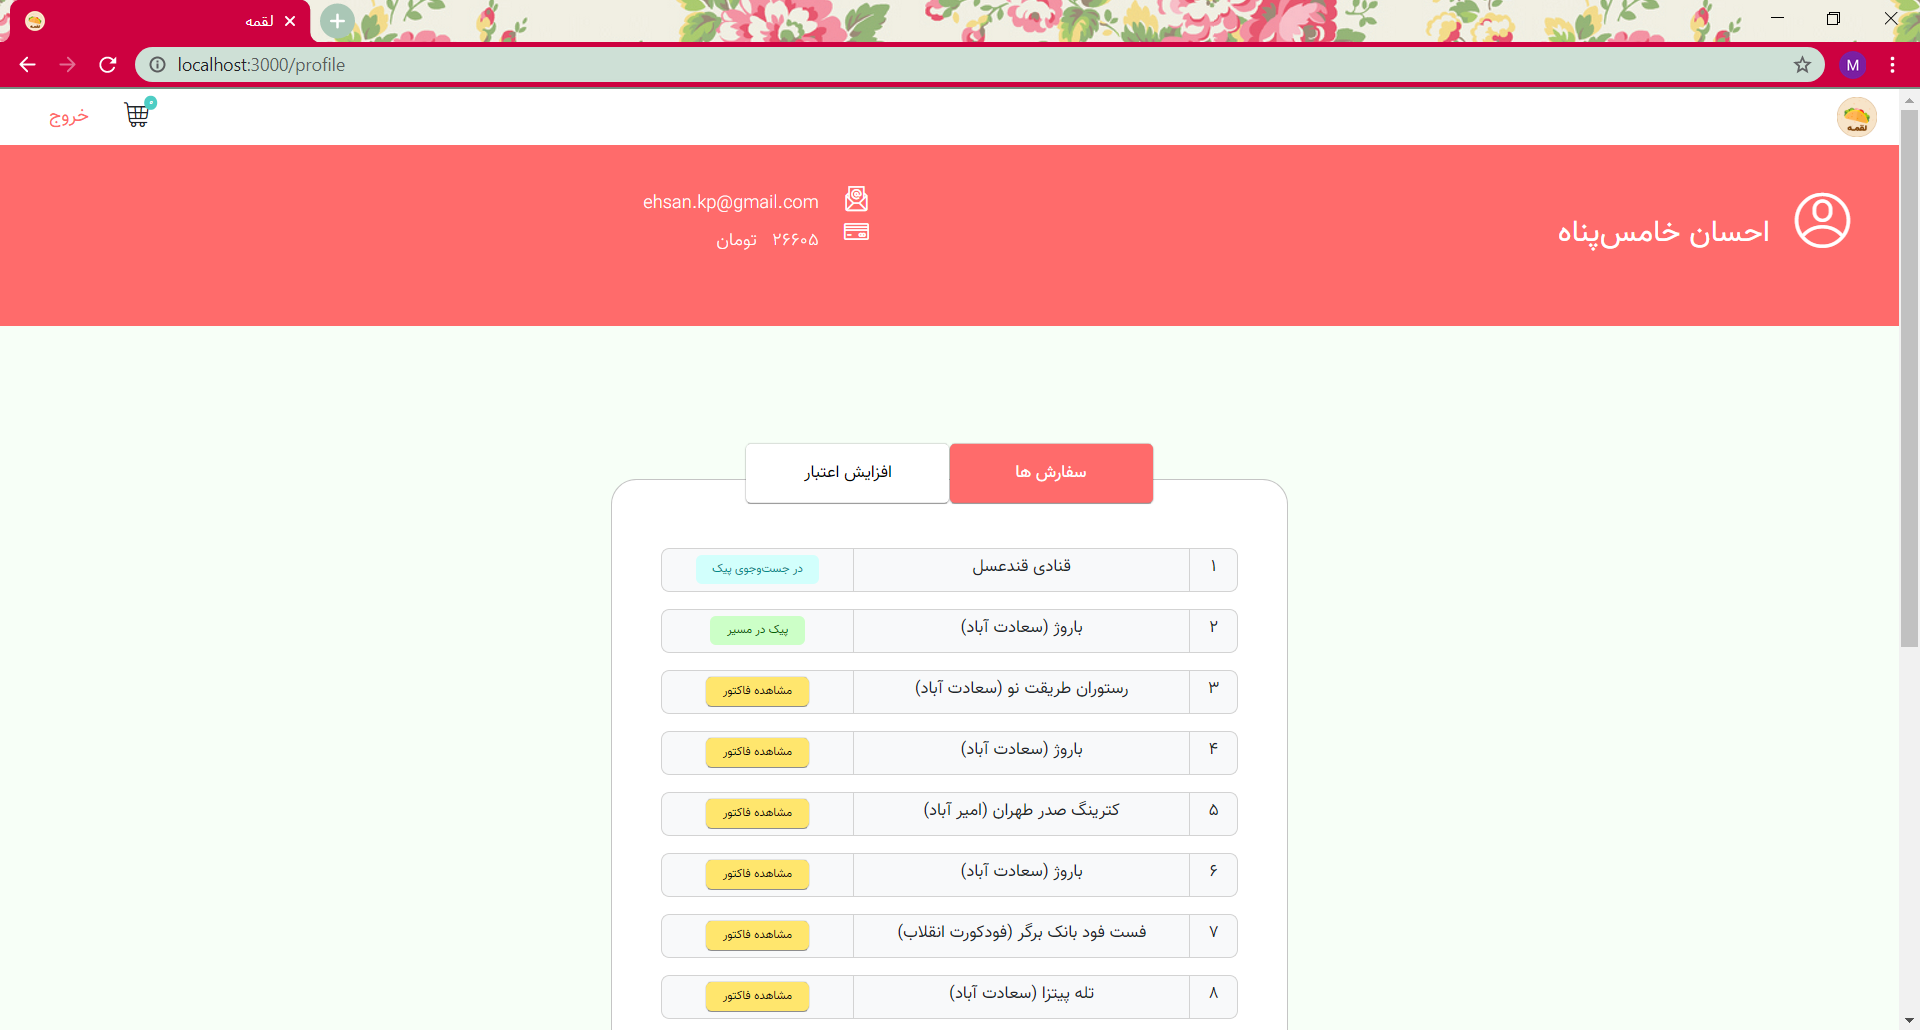 لقمه
localhost:3000/profile
M
لقمه
۰
خروج
احسان خامس‌پناه
ehsan.kp@gmail.com
۲۶۶۰۵ تومان
سفارش ها
افزایش اعتبار
۱ قنادی قندعسل در جست‌وجوی پیک
۲ باروژ (سعادت آباد) پیک در مسیر
۳ رستوران طریقت نو (سعادت آباد) مشاهده فاکتور
۴ باروژ (سعادت آباد) مشاهده فاکتور
۵ کترینگ صدر طهران (امیر آباد) مشاهده فاکتور
۶ باروژ (سعادت آباد) مشاهده فاکتور
۷ فست فود بانک برگر (فودکورت انقلاب) مشاهده فاکتور
۸ تله پیتزا (سعادت آباد) مشاهده فاکتور